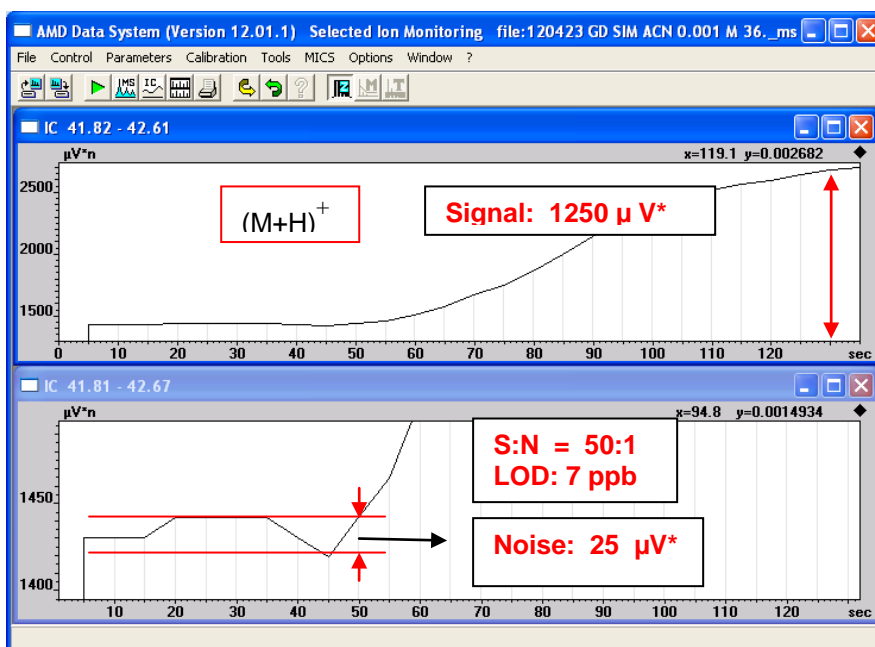 AMD Data System (Version 12.01.1) Selected Ion Monitoring file:120423 GD SIM ACN 0.001 M 36._ms
File Control Parameters Calibration Tools MICS Options Window ?
MS IC
M
IC 41.82 - 42.61
µV*n x=119.1 y=0.002682
2500
2000
1500
(M+H)+
Signal: 1250 µ V*
0 10 20 30 40 50 60 70 80 90 100 110 120 sec
IC 41.81 - 42.67
µV*n x=94.8 y=0.0014934
1450
1400
S:N = 50:1
LOD: 7 ppb
Noise: 25 µV*
10 20 30 40 50 60 70 80 90 100 110 120 sec